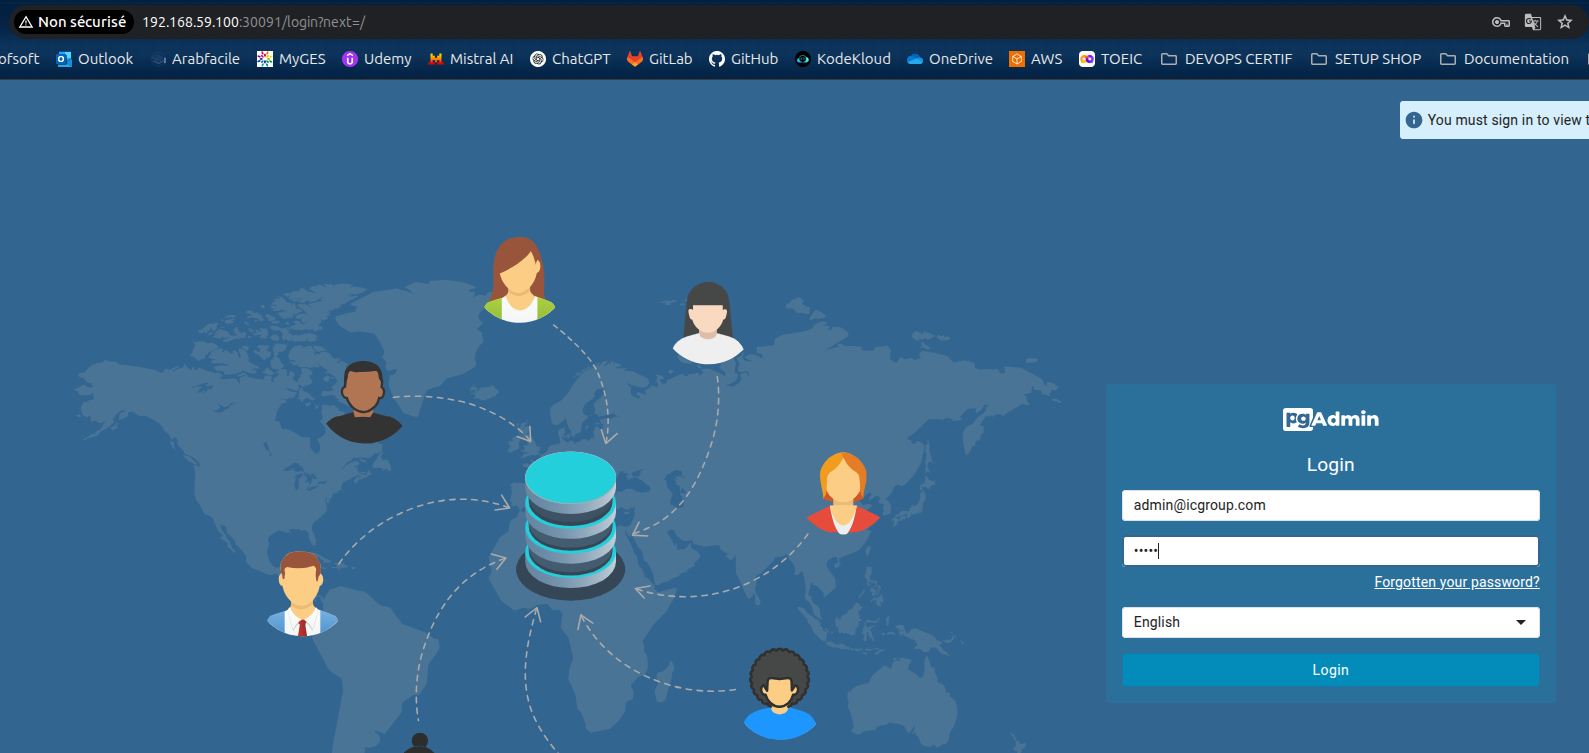 Non sécurisé 192.168.59.100:30091/login?next=/
ofsoft Outlook Arabfacile MyGES Udemy Mistral AI ChatGPT GitLab GitHub KodeKloud OneDrive AWS TOEIC DEVOPS CERTIF SETUP SHOP Documentation
You must sign in to view t
pgAdmin
Login
admin@icgroup.com
•••••
Forgotten your password?
English
Login